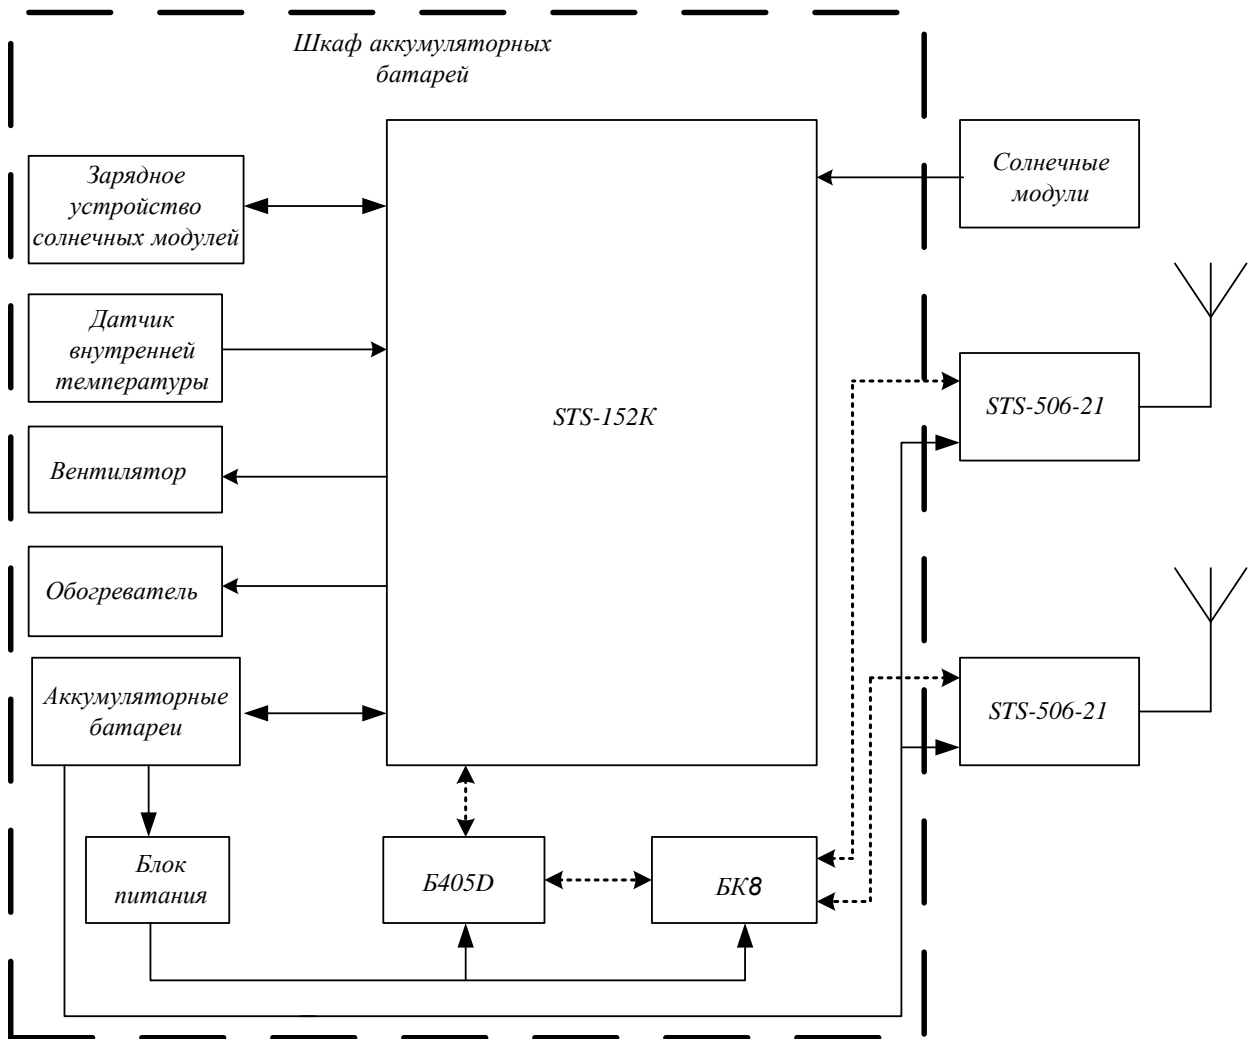 Шкаф аккумуляторных
батарей
Зарядное
устройство
солнечных модулей
Солнечные
модули
Датчик
внутренней
температуры
STS-152К
STS-506-21
Вентилятор
Обогреватель
Аккумуляторные
батареи
STS-506-21
Блок
питания
Б405D
БК8